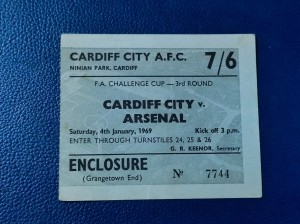 CARDIFF CITY A.F.C. 7/6
NINIAN PARK, CARDIFF
F.A. CHALLENGE CUP — 3rd ROUND
CARDIFF CITY v.
ARSENAL
Saturday, 4th January, 1969 Kick off 3 p.m.
ENTER THROUGH TURNSTILES 24, 25 & 26
G. R. KEENOR, Secretary
ENCLOSURE
(Grangetown End) Nº 7744